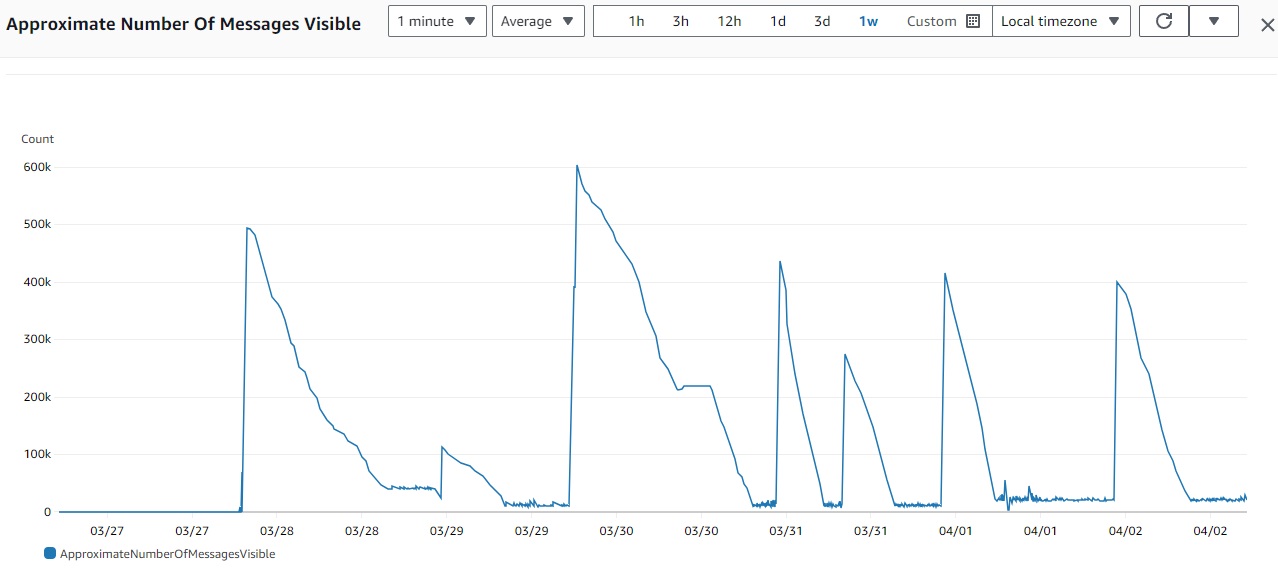 Approximate Number Of Messages Visible 1 minute Average 1h 3h 12h 1d 3d 1w Custom Local timezone
Count
600k
500k
400k
300k
200k
100k
0
03/27 03/27 03/28 03/28 03/29 03/29 03/30 03/30 03/31 03/31 04/01 04/01 04/02 04/02
ApproximateNumberOfMessagesVisible